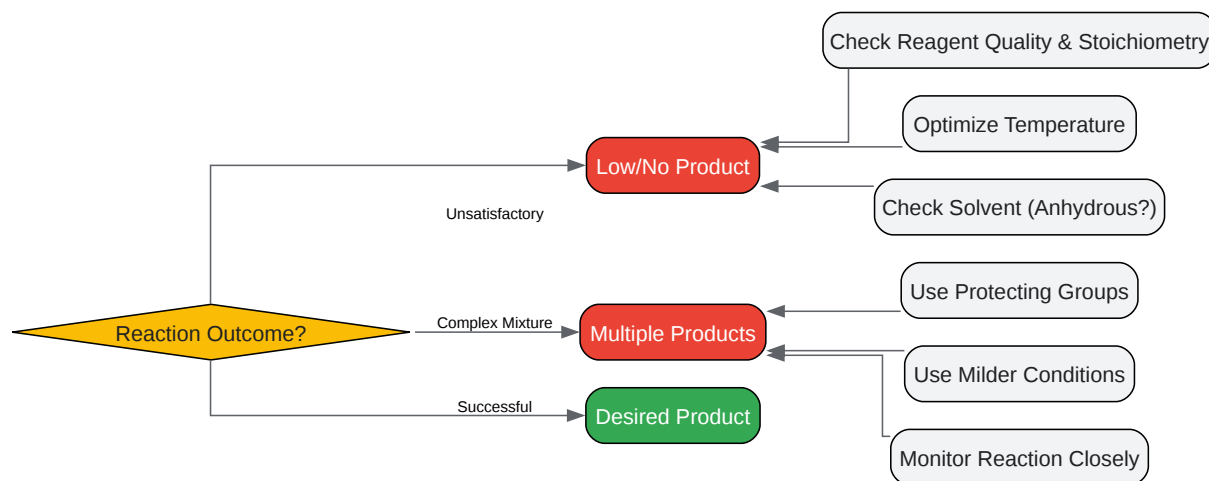 Check Reagent Quality & Stoichiometry
Optimize Temperature
Low/No Product
Check Solvent (Anhydrous?)
Unsatisfactory
Use Protecting Groups
Complex Mixture
Reaction Outcome?
Multiple Products
Use Milder Conditions
Successful
Desired Product
Monitor Reaction Closely